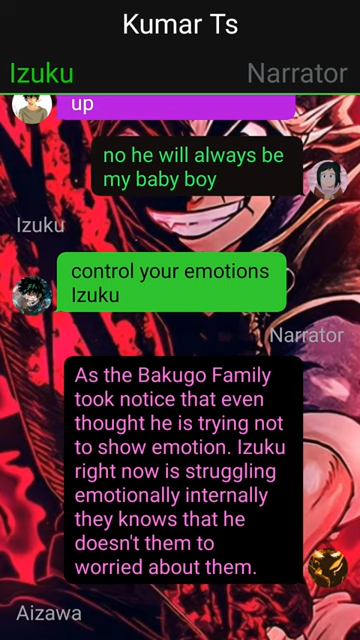 Kumar Ts
Izuku
Narrator
up
no he will always be
my baby boy
Izuku
control your emotions
Izuku
Narrator
As the Bakugo Family
took notice that even
thought he is trying not
to show emotion. Izuku
right now is struggling
emotionally internally
they knows that he
doesn't them to
worried about them.
Aizawa